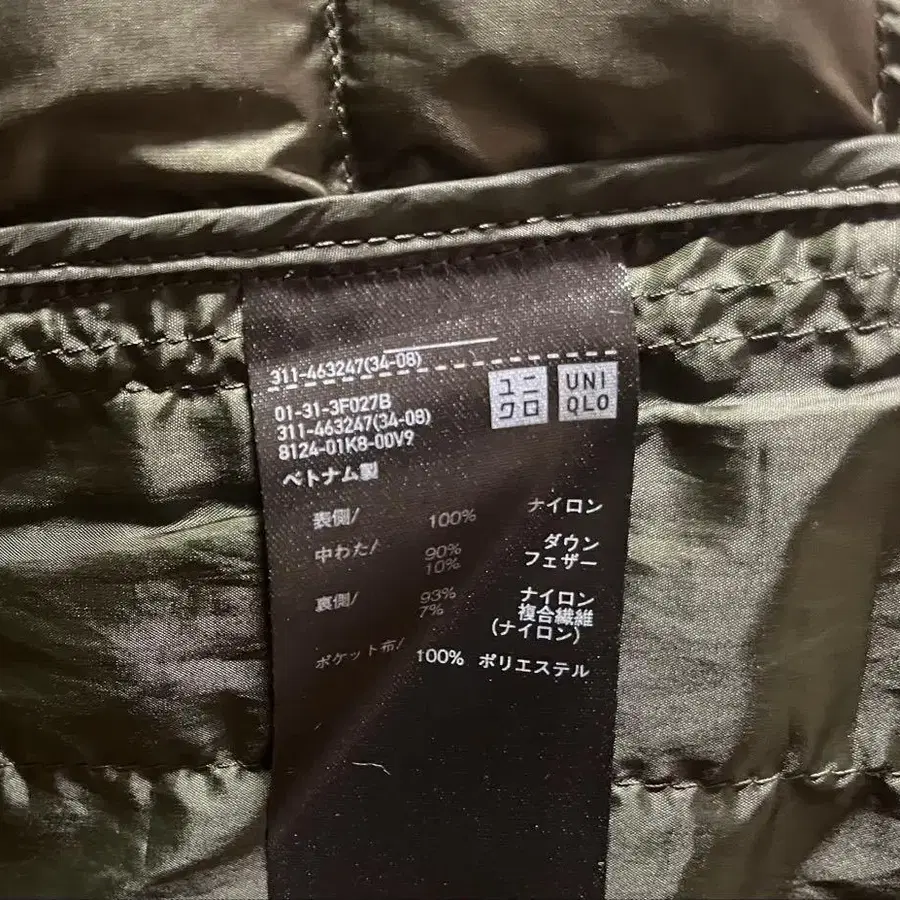 311-463247(34-08)
ユニ
クロ
UNI
QLO
01-31-3F027B
311-463247(34-08)
8124-01K8-00V9
ベトナム製
表側/ 100% ナイロン
中わた/ 90% ダウン
10% フェザー
裏側/ 93% ナイロン
7% 複合繊維
(ナイロン)
ポケット布/ 100% ポリエステル